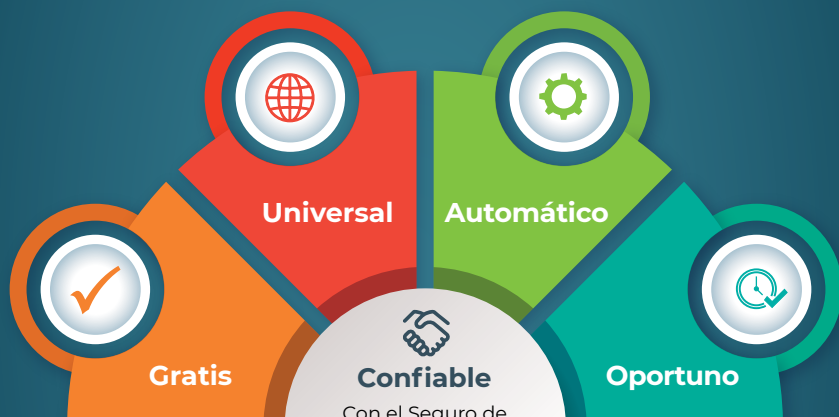 Universal
Automático
Gratis
Confiable
Oportuno
Con el Seguro de